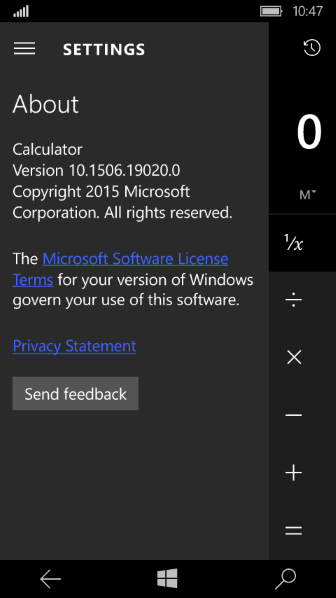 10:47
SETTINGS
About
Calculator
Version 10.1506.19020.0
Copyright 2015 Microsoft
Corporation. All rights reserved.
The Microsoft Software License
Terms for your version of Windows
govern your use of this software.
Privacy Statement
Send feedback
0
M
1/x
÷
×
−
+
=